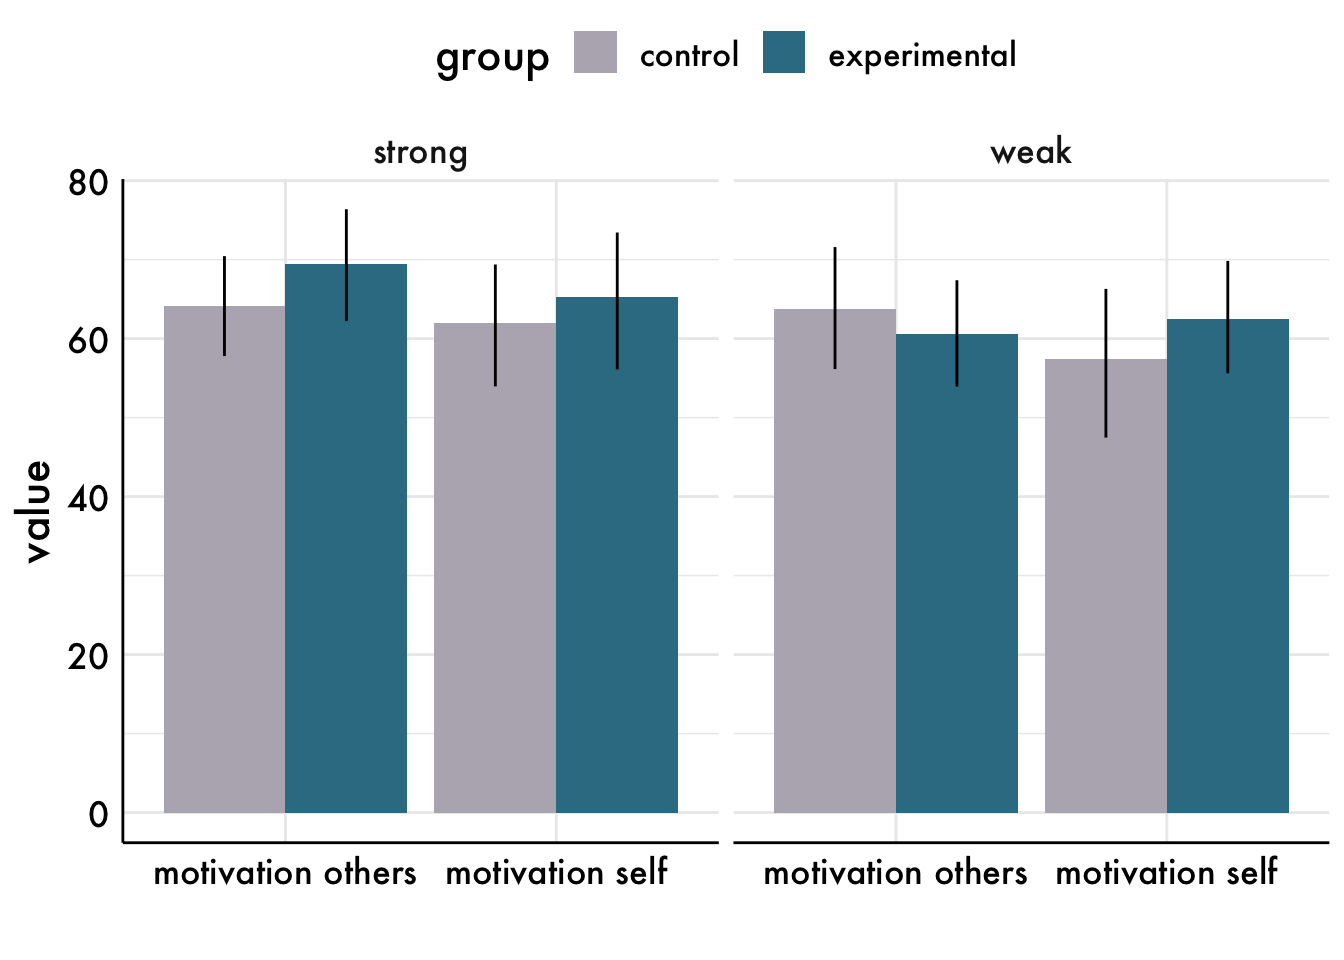 group control experimental
strong weak
80
60
40
20
0
value
motivation others motivation self motivation others motivation self